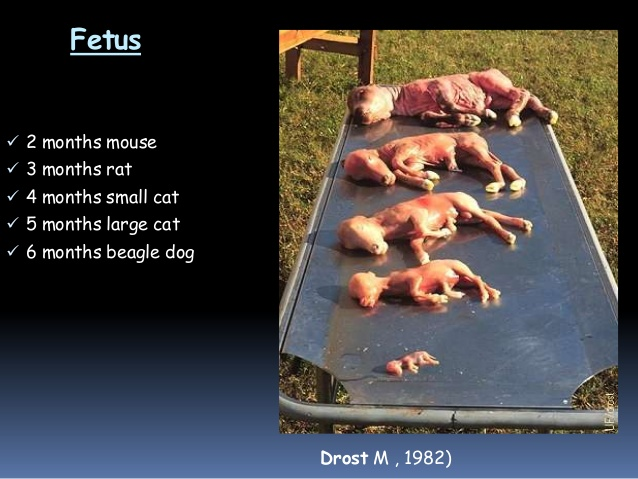 Fetus
✓ 2 months mouse
✓ 3 months rat
✓ 4 months small cat
✓ 5 months large cat
✓ 6 months beagle dog
Drost M , 1982)